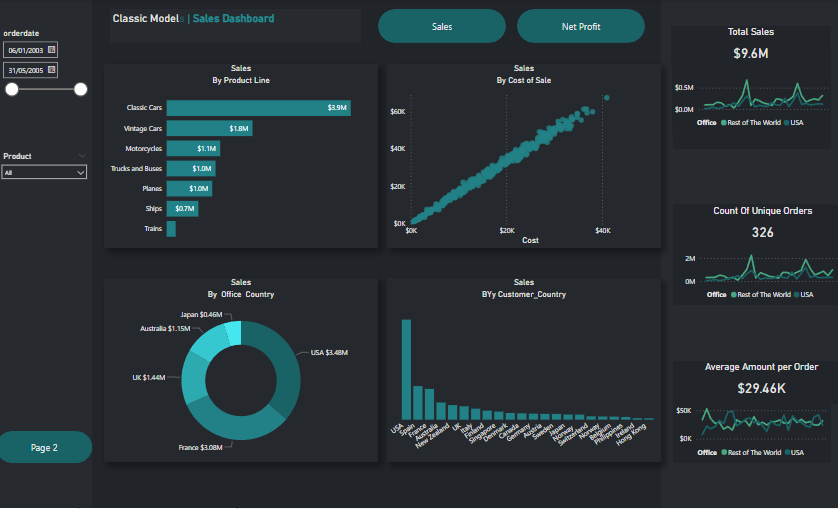 orderdate
06/01/2003
31/05/2005
Product
All
Page 2
Classic Models | Sales Dashboard
Sales
Net Profit
Sales
By Product Line
Classic Cars $3.9M
Vintage Cars $1.8M
Motorcycles $1.1M
Trucks and Buses $1.0M
Planes $1.0M
Ships $0.7M
Trains
Sales
By Cost of Sale
$60K
$40K
$20K
$0K
$0K $20K $40K
Cost
Sales
By Office Country
Japan $0.46M
Australia $1.15M
USA $3.48M
UK $1.44M
France $3.08M
Sales
BYy Customer_Country
USA
Spain
France
Australia
New Zealand
UK
Italy
Finland
Singapore
Denmark
Canada
Germany
Austria
Sweden
Japan
Norway
Switzerland
Norway
Belgium
Philippines
Ireland
Hong Kong
Total Sales
$9.6M
$0.5M
$0.0M
Office Rest of The World USA
Count Of Unique Orders
326
2M
0M
Office Rest of The World USA
Average Amount per Order
$29.46K
$50K
$0K
Office Rest of The World USA